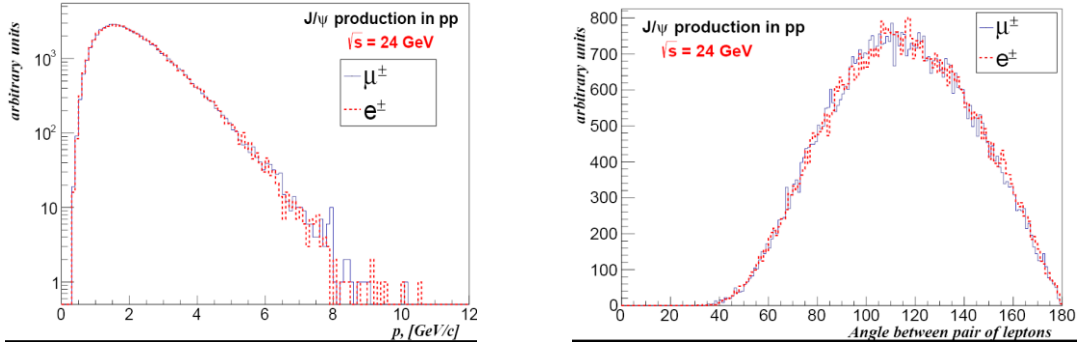 arbitrary units
J/ψ production in pp
√s = 24 GeV
μ±
e±
10³
10²
10
1
0 2 4 6 8 10 12
p, [GeV/c]
arbitrary units
J/ψ production in pp
√s = 24 GeV
μ±
e±
800
700
600
500
400
300
200
100
0
0 20 40 60 80 100 120 140 160 180
Angle between pair of leptons